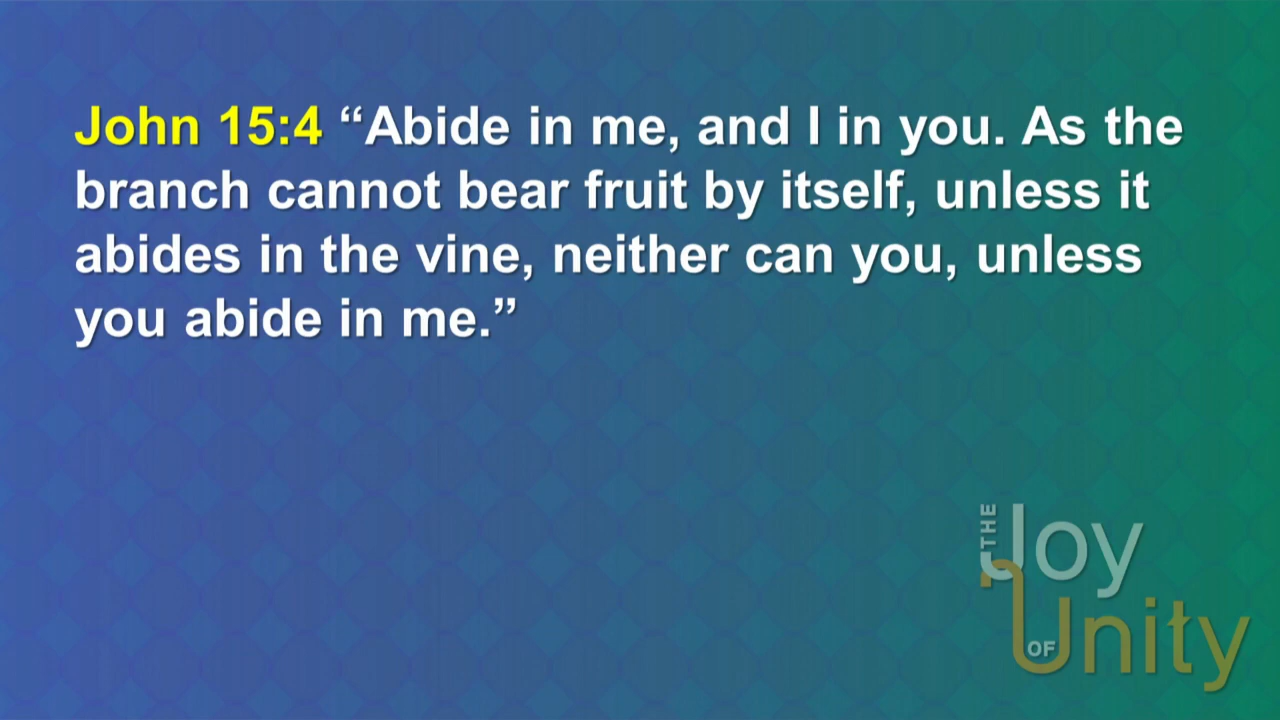 John 15:4 “Abide in me, and I in you. As the
branch cannot bear fruit by itself, unless it
abides in the vine, neither can you, unless
you abide in me.”
THE
Joy
OF
Unity